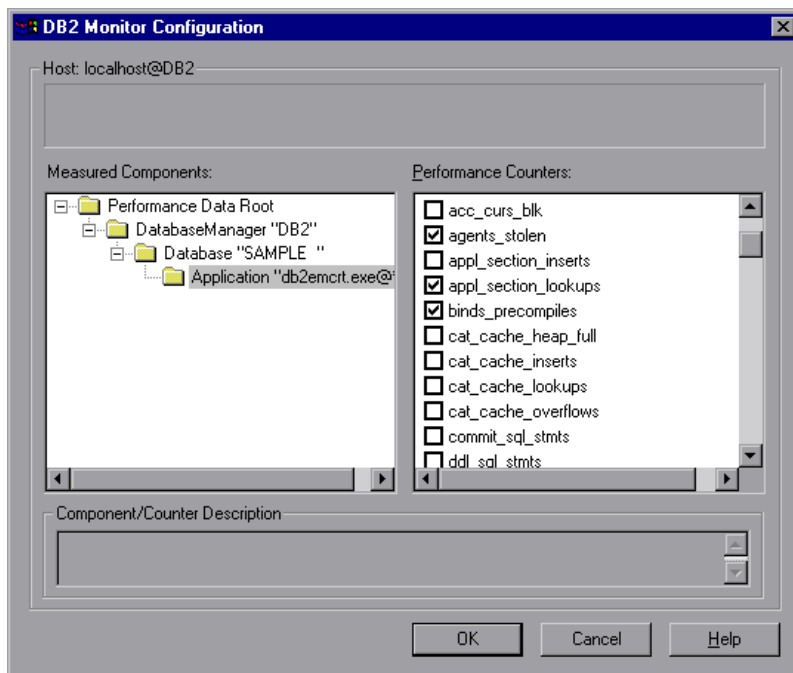 DB2 Monitor Configuration
Host: localhost@DB2
Measured Components:
Performance Data Root
DatabaseManager "DB2"
Database "SAMPLE "
Application "db2emcrt.exe@*
Performance Counters:
acc_curs_blk
agents_stolen
appl_section_inserts
appl_section_lookups
binds_precompiles
cat_cache_heap_full
cat_cache_inserts
cat_cache_lookups
cat_cache_overflows
commit_sql_stmts
ddl_sql_stmts
Component/Counter Description
OK
Cancel
Help